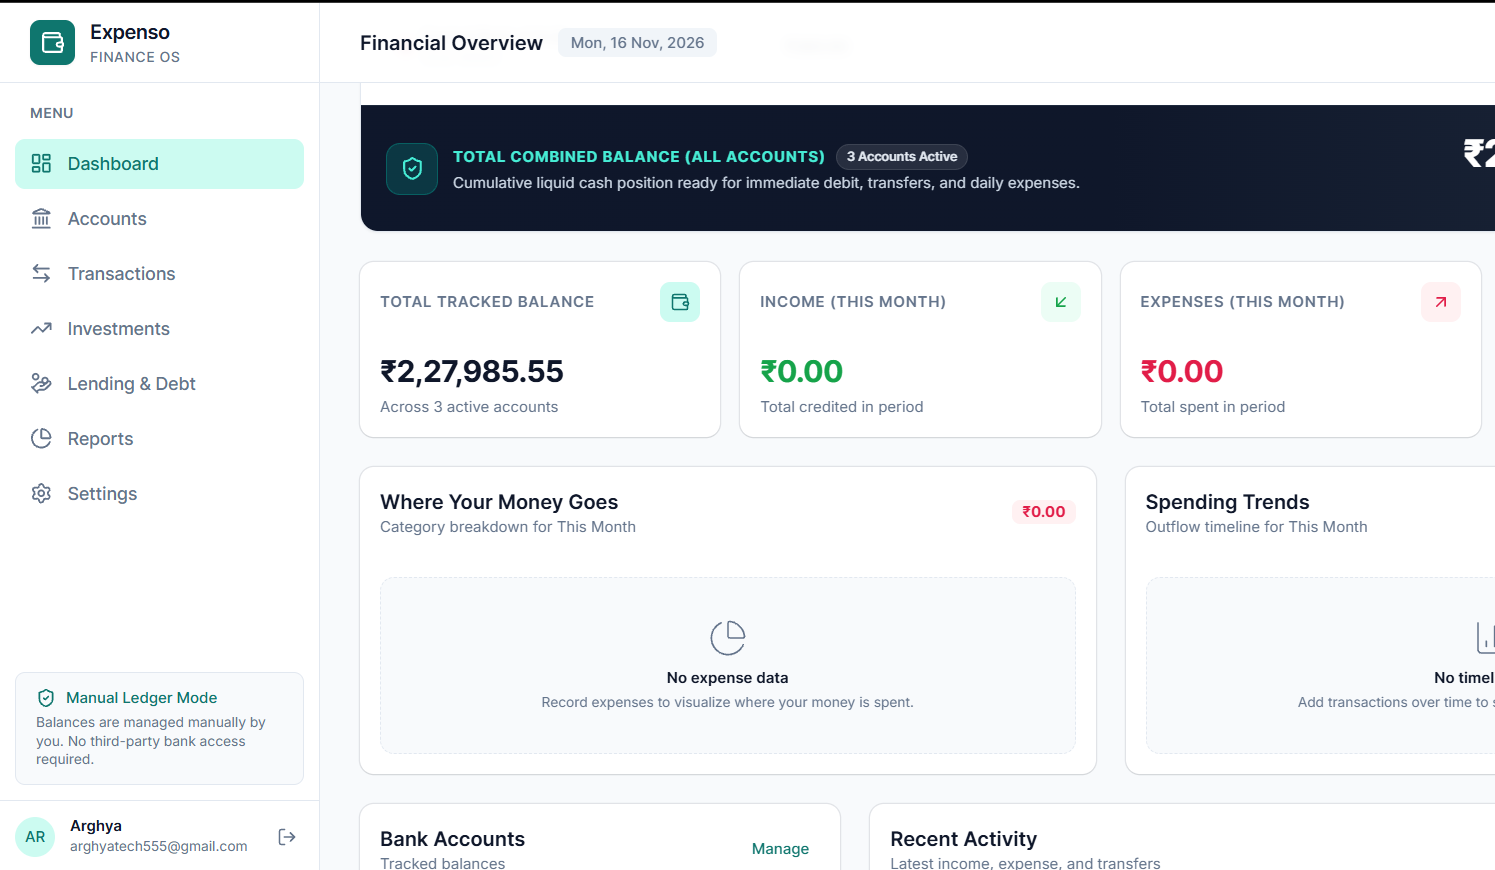 Expenso
FINANCE OS
MENU
Dashboard
Accounts
Transactions
Investments
Lending & Debt
Reports
Settings
Manual Ledger Mode
Balances are managed manually by
you. No third-party bank access
required.
AR
Arghya
arghyatech555@gmail.com
Financial Overview
Mon, 16 Nov, 2026
TOTAL COMBINED BALANCE (ALL ACCOUNTS)
3 Accounts Active
₹2
Cumulative liquid cash position ready for immediate debit, transfers, and daily expenses.
TOTAL TRACKED BALANCE
₹2,27,985.55
Across 3 active accounts
INCOME (THIS MONTH)
₹0.00
Total credited in period
EXPENSES (THIS MONTH)
₹0.00
Total spent in period
Where Your Money Goes
Category breakdown for This Month
₹0.00
No expense data
Record expenses to visualize where your money is spent.
Spending Trends
Outflow timeline for This Month
No timel
Add transactions over time to s
Bank Accounts
Tracked balances
Manage
Recent Activity
Latest income, expense, and transfers